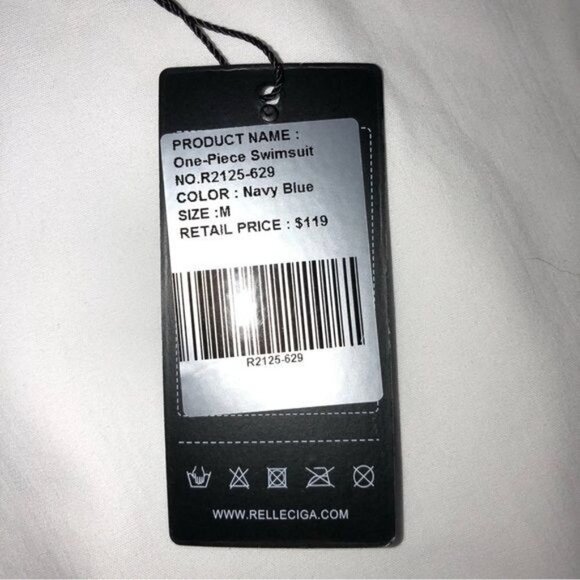 PRODUCT NAME :
One-Piece Swimsuit
NO.R2125-629
COLOR : Navy Blue
SIZE :M
RETAIL PRICE : $119
R2125-629
WWW.RELLECIGA.COM